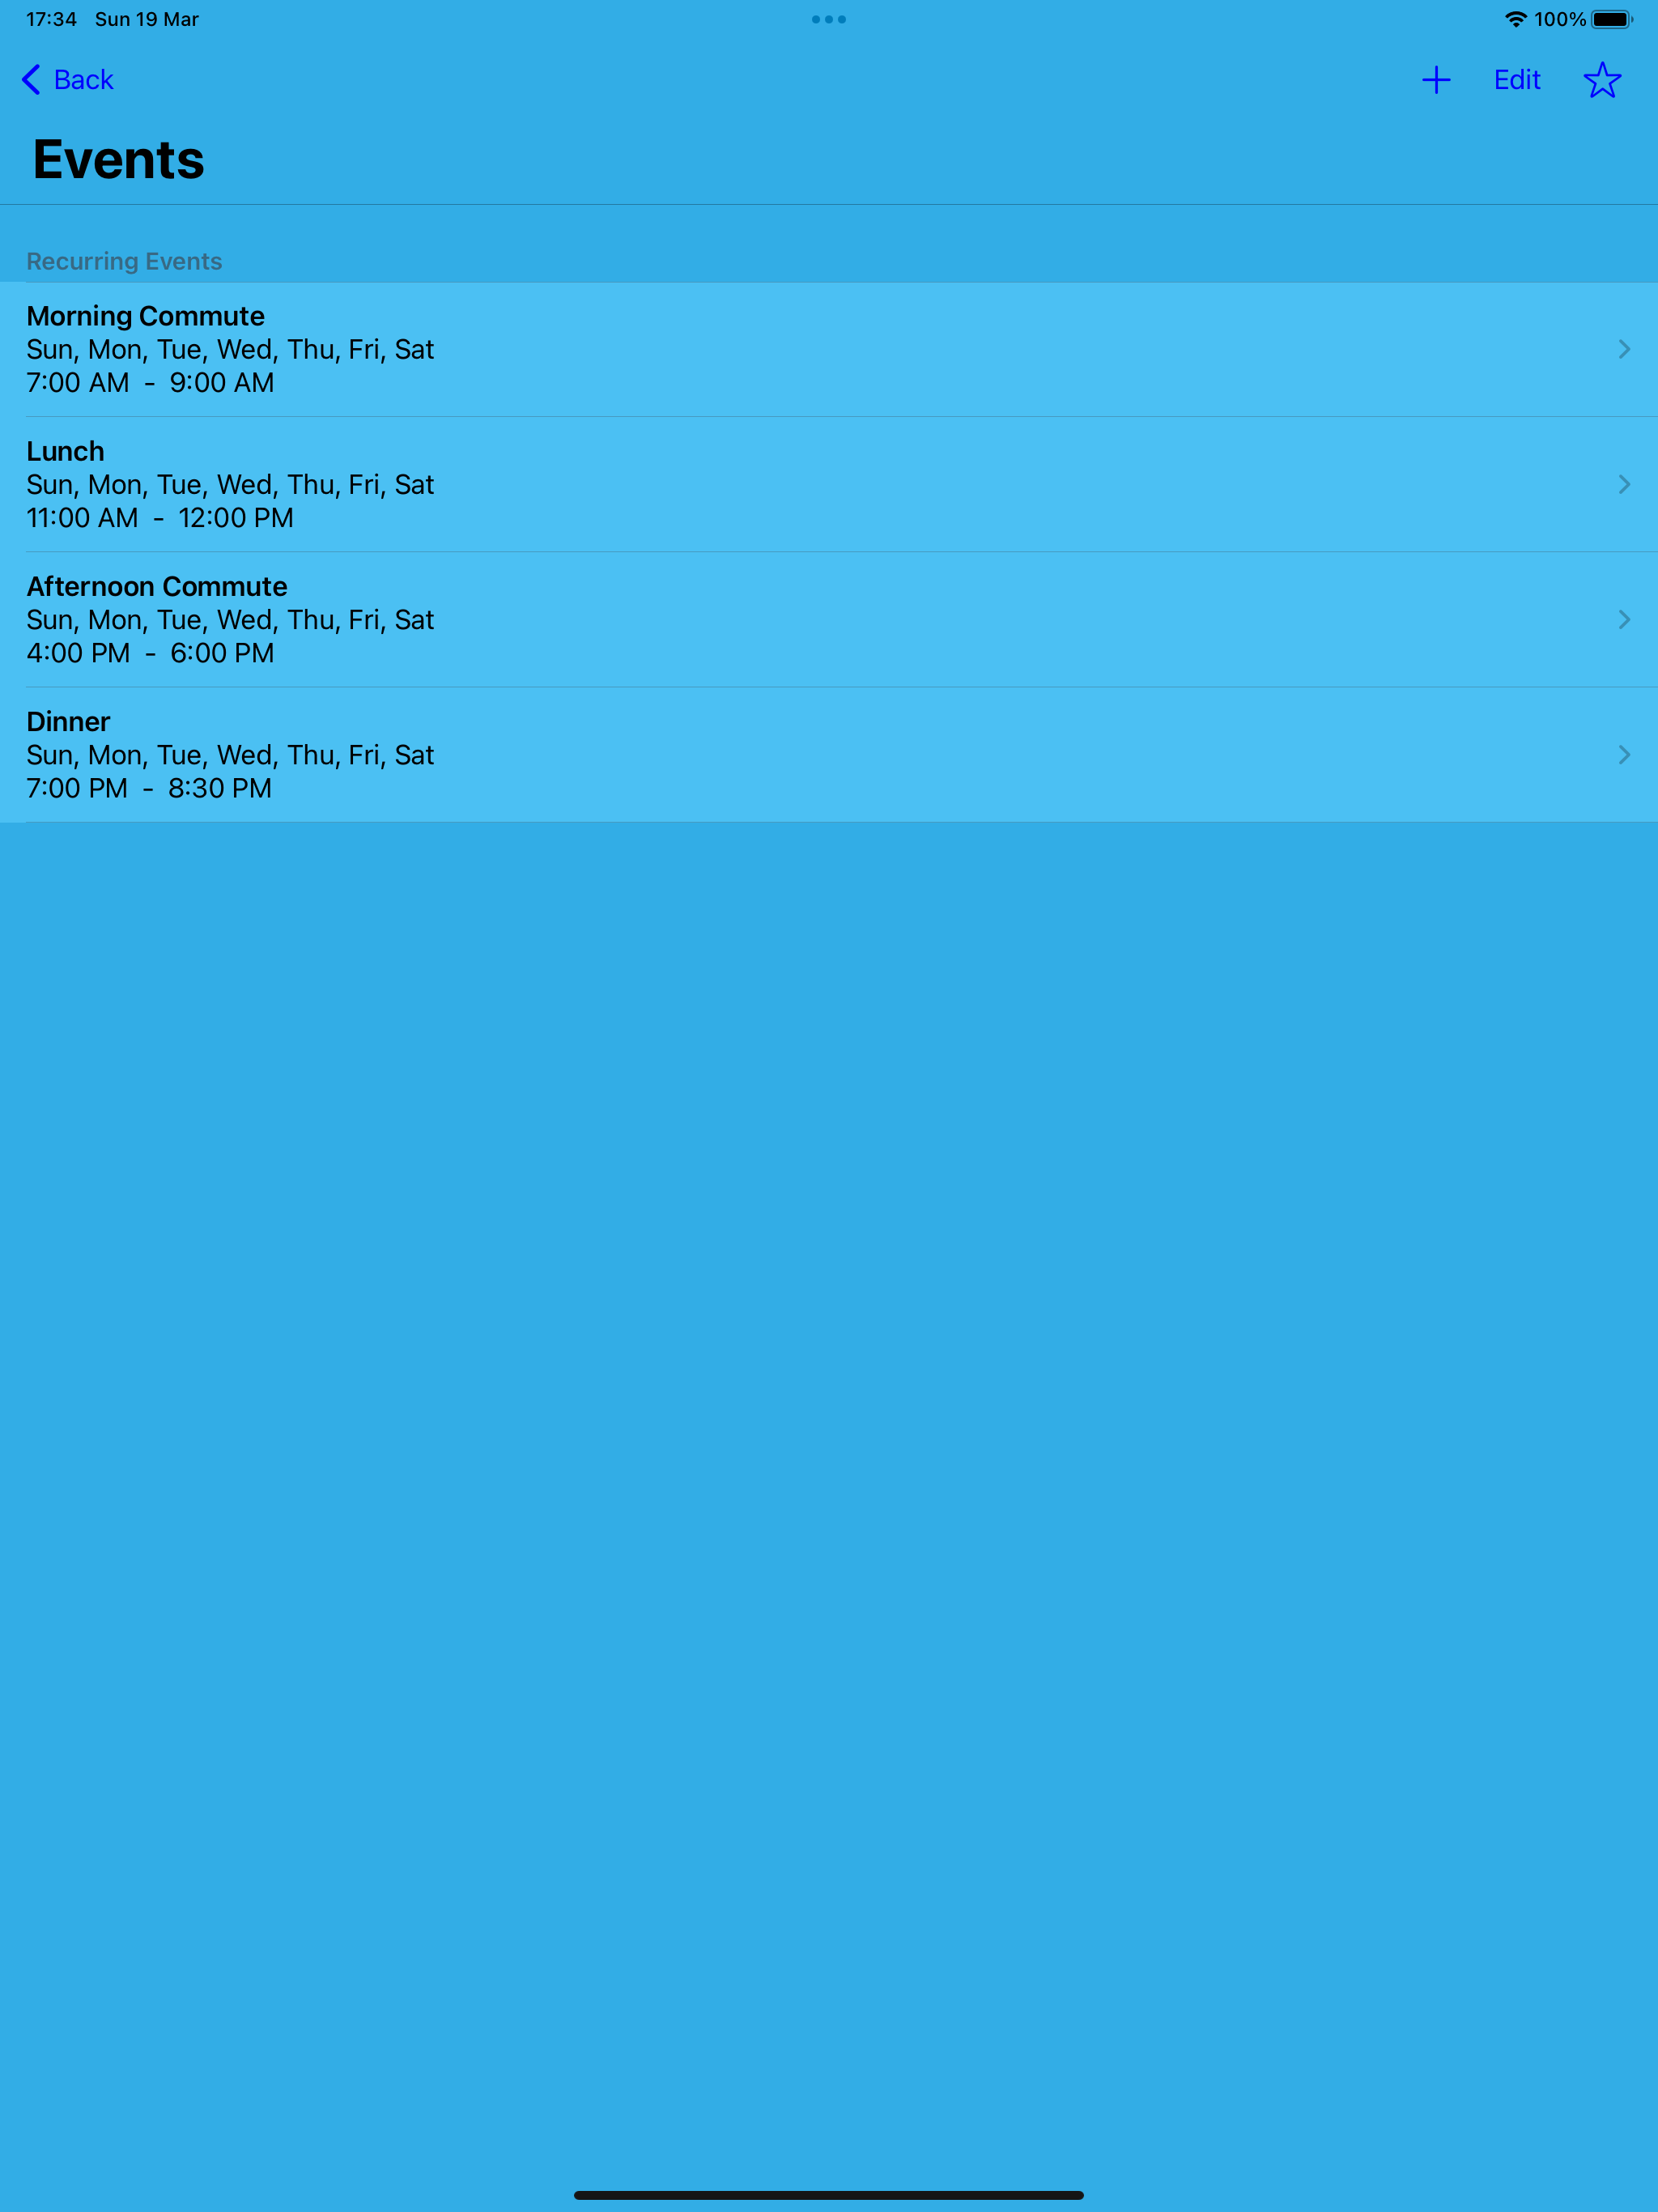 17:34 Sun 19 Mar 100%
Back Edit
Events
Recurring Events
Morning Commute
Sun, Mon, Tue, Wed, Thu, Fri, Sat
7:00 AM - 9:00 AM
Lunch
Sun, Mon, Tue, Wed, Thu, Fri, Sat
11:00 AM - 12:00 PM
Afternoon Commute
Sun, Mon, Tue, Wed, Thu, Fri, Sat
4:00 PM - 6:00 PM
Dinner
Sun, Mon, Tue, Wed, Thu, Fri, Sat
7:00 PM - 8:30 PM